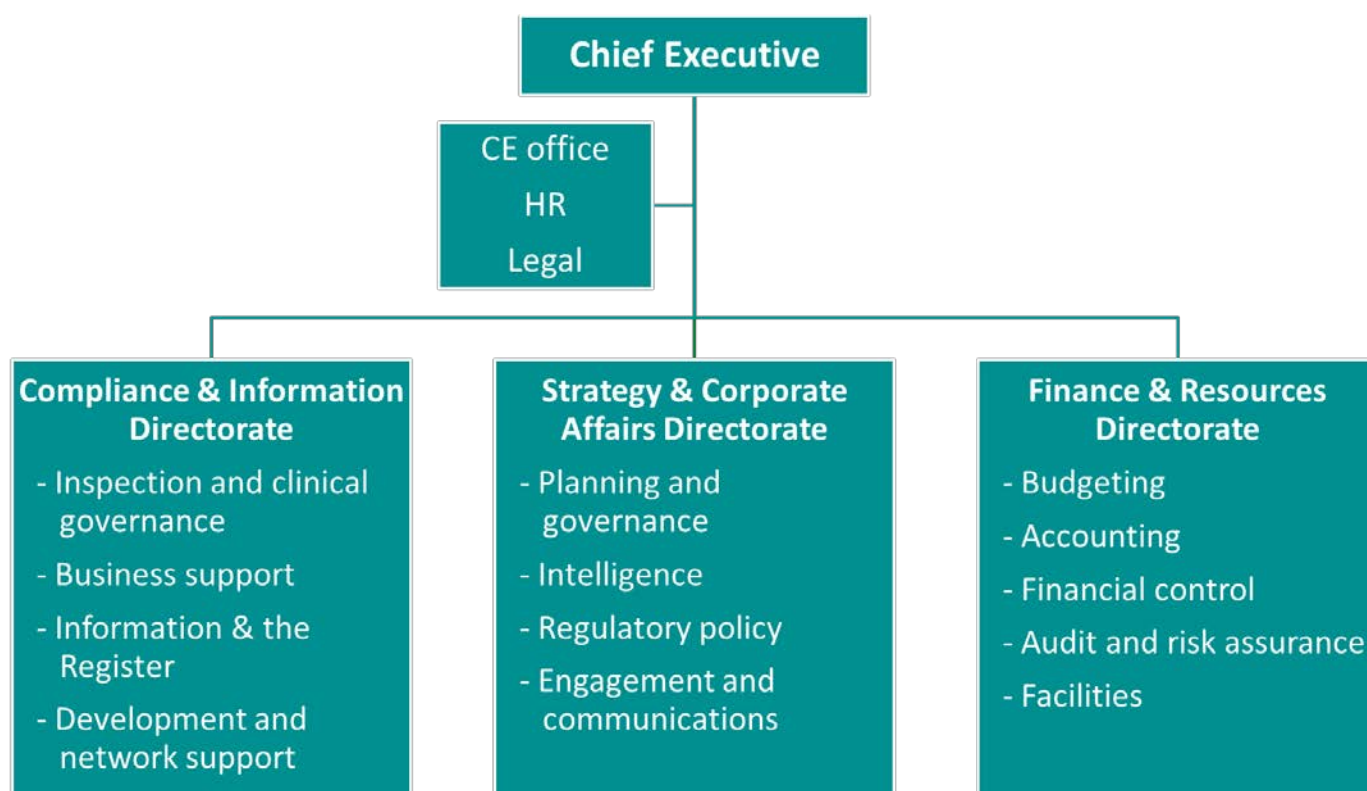 Chief Executive
CE office
HR
Legal
Compliance & Information
Directorate
- Inspection and clinical
governance
- Business support
- Information & the
Register
- Development and
network support
Strategy & Corporate
Affairs Directorate
- Planning and
governance
- Intelligence
- Regulatory policy
- Engagement and
communications
Finance & Resources
Directorate
- Budgeting
- Accounting
- Financial control
- Audit and risk assurance
- Facilities